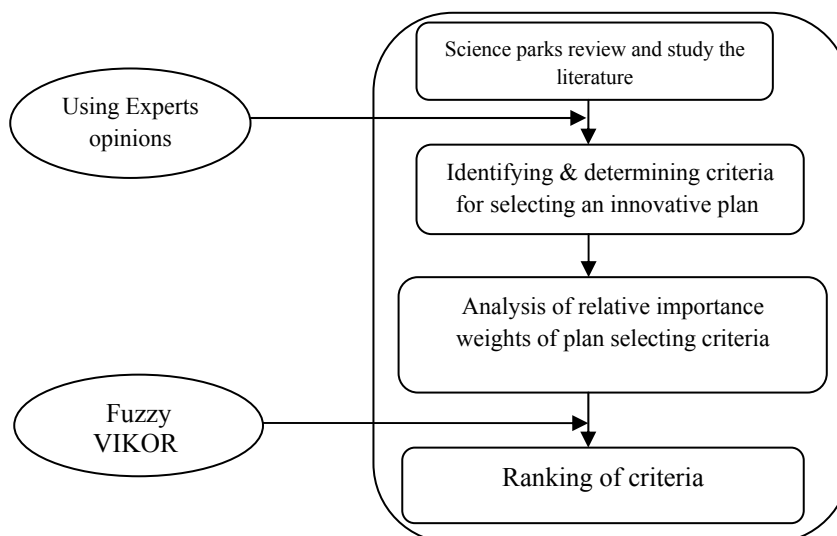 Science parks review and study the
literature
Using Experts
opinions
Identifying & determining criteria
for selecting an innovative plan
Analysis of relative importance
weights of plan selecting criteria
Fuzzy
VIKOR
Ranking of criteria